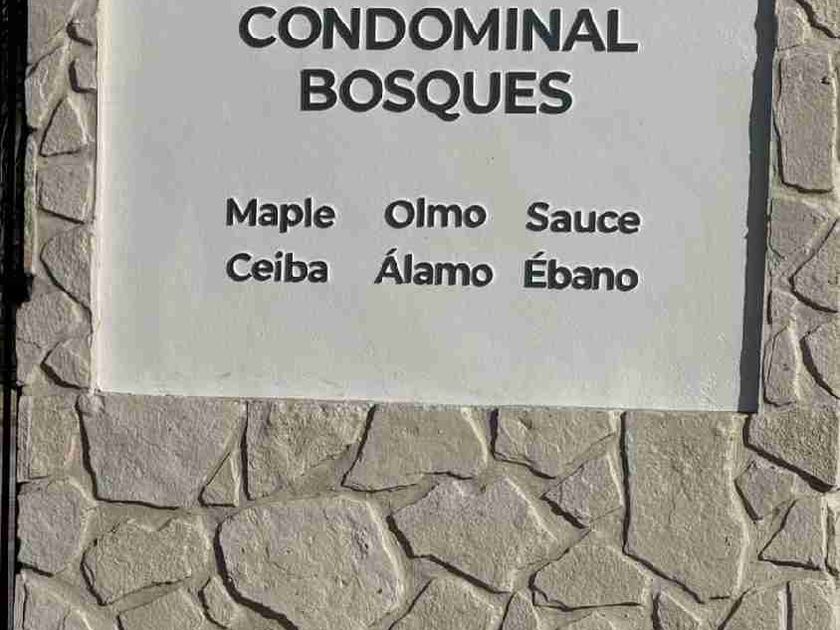 CONDOMINAL
BOSQUES
Maple Olmo Sauce
Ceiba Álamo Ébano